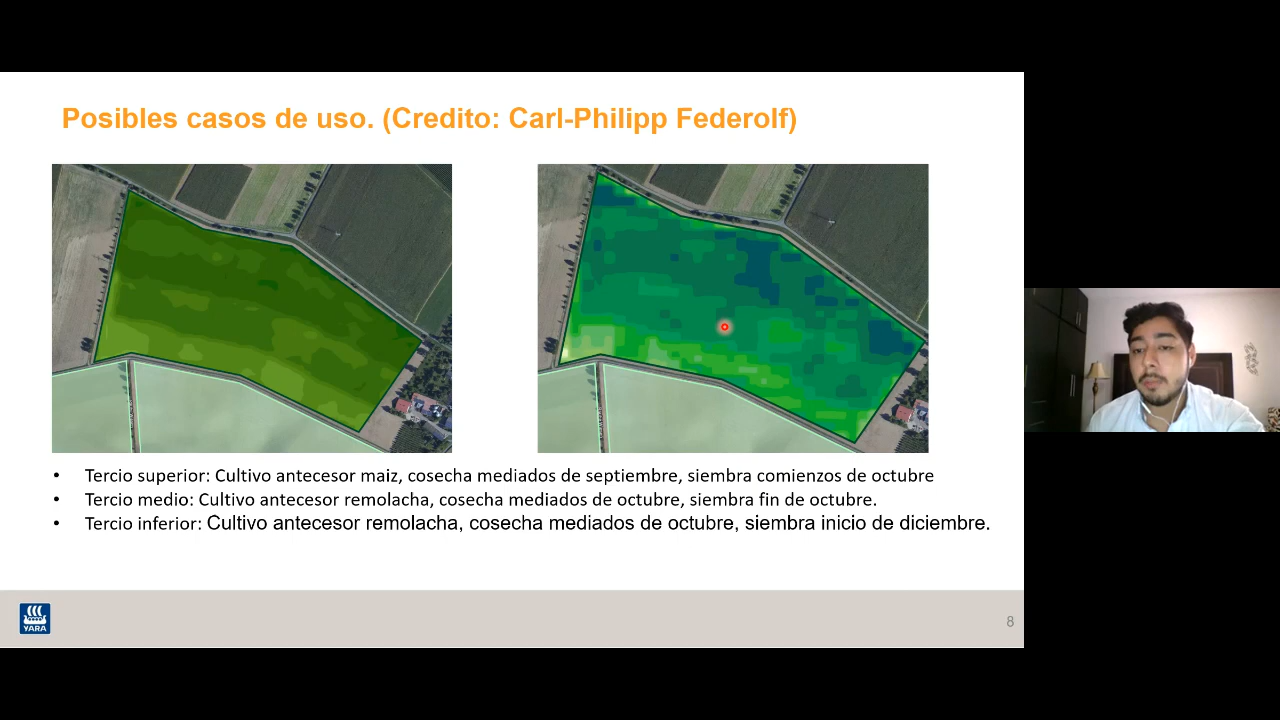 Posibles casos de uso. (Credito: Carl-Philipp Federolf)
• Tercio superior: Cultivo antecesor maiz, cosecha mediados de septiembre, siembra comienzos de octubre
• Tercio medio: Cultivo antecesor remolacha, cosecha mediados de octubre, siembra fin de octubre.
• Tercio inferior: Cultivo antecesor remolacha, cosecha mediados de octubre, siembra inicio de diciembre.
YARA
8